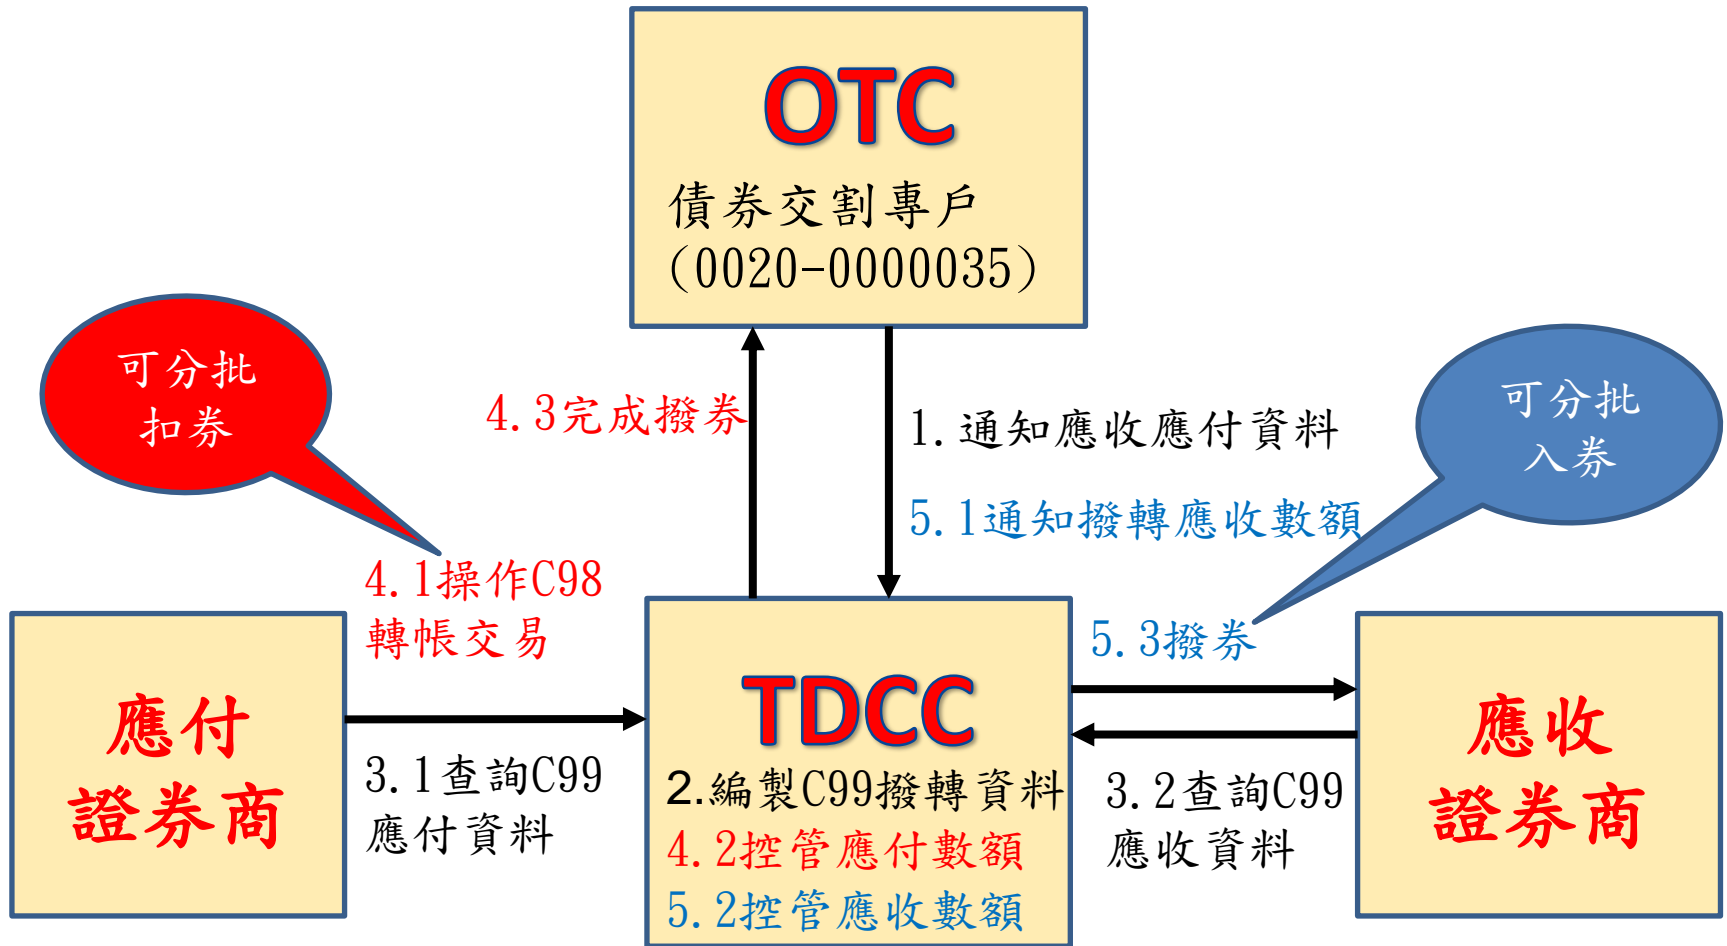 OTC
債券交割專戶
(0020-0000035)
可分批
扣券
4.3完成撥券
1.通知應收應付資料
5.1通知撥轉應收數額
可分批
入券
4.1操作C98
轉帳交易
5.3撥券
應付
證券商
3.1查詢C99
應付資料
TDCC
2.編製C99撥轉資料
4.2控管應付數額
5.2控管應收數額
3.2查詢C99
應收資料
應收
證券商